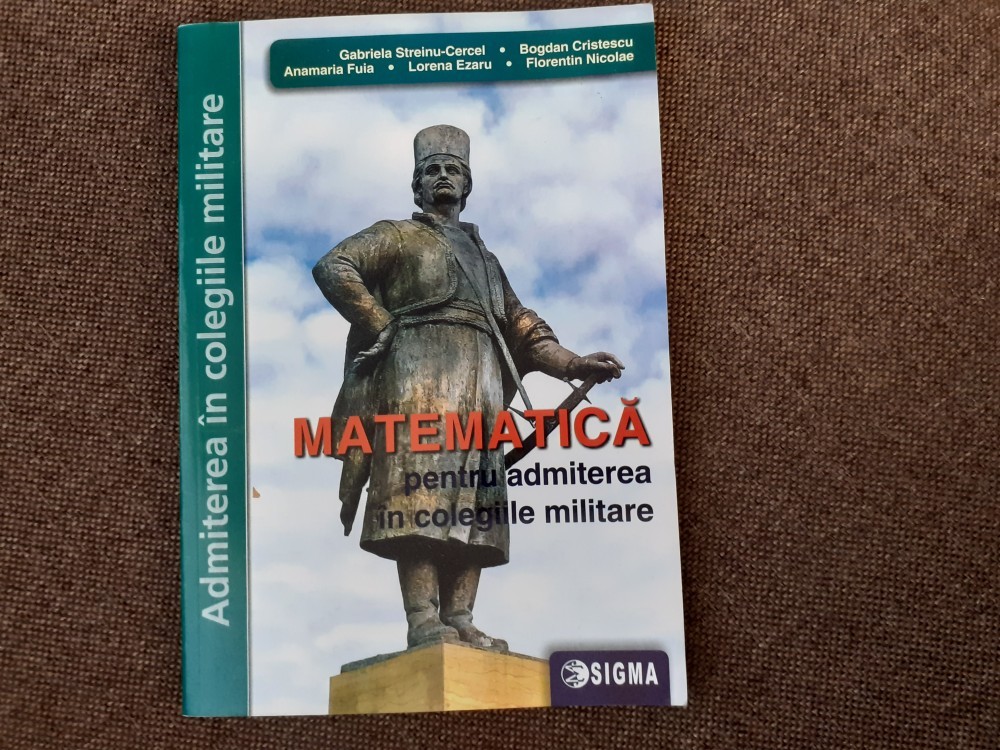 Gabriela Streinu-Cercel • Bogdan Cristescu
Anamaria Fuia • Lorena Ezaru • Florentin Nicolae
Admiterea în colegiile militare
MATEMATICĂ
pentru admiterea
în colegiile militare
SIGMA